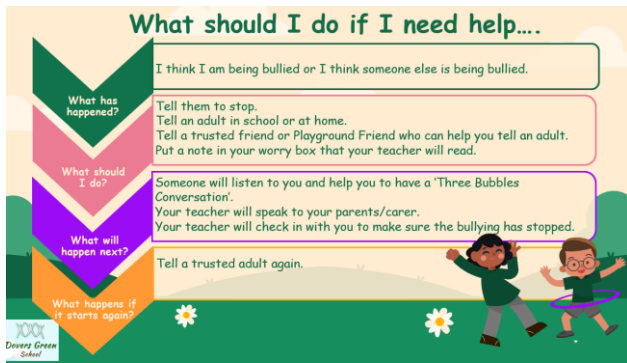 What should I do if I need help....
What has
happened?
I think I am being bullied or I think someone else is being bullied.
What should
I do?
Tell them to stop.
Tell an adult in school or at home.
Tell a trusted friend or Playground Friend who can help you tell an adult.
Put a note in your worry box that your teacher will read.
What will
happen next?
Someone will listen to you and help you to have a 'Three Bubbles
Conversation'.
Your teacher will speak to your parents/carer.
Your teacher will check in with you to make sure the bullying has stopped.
What happens if
it starts again?
Tell a trusted adult again.
Dovers Green
School